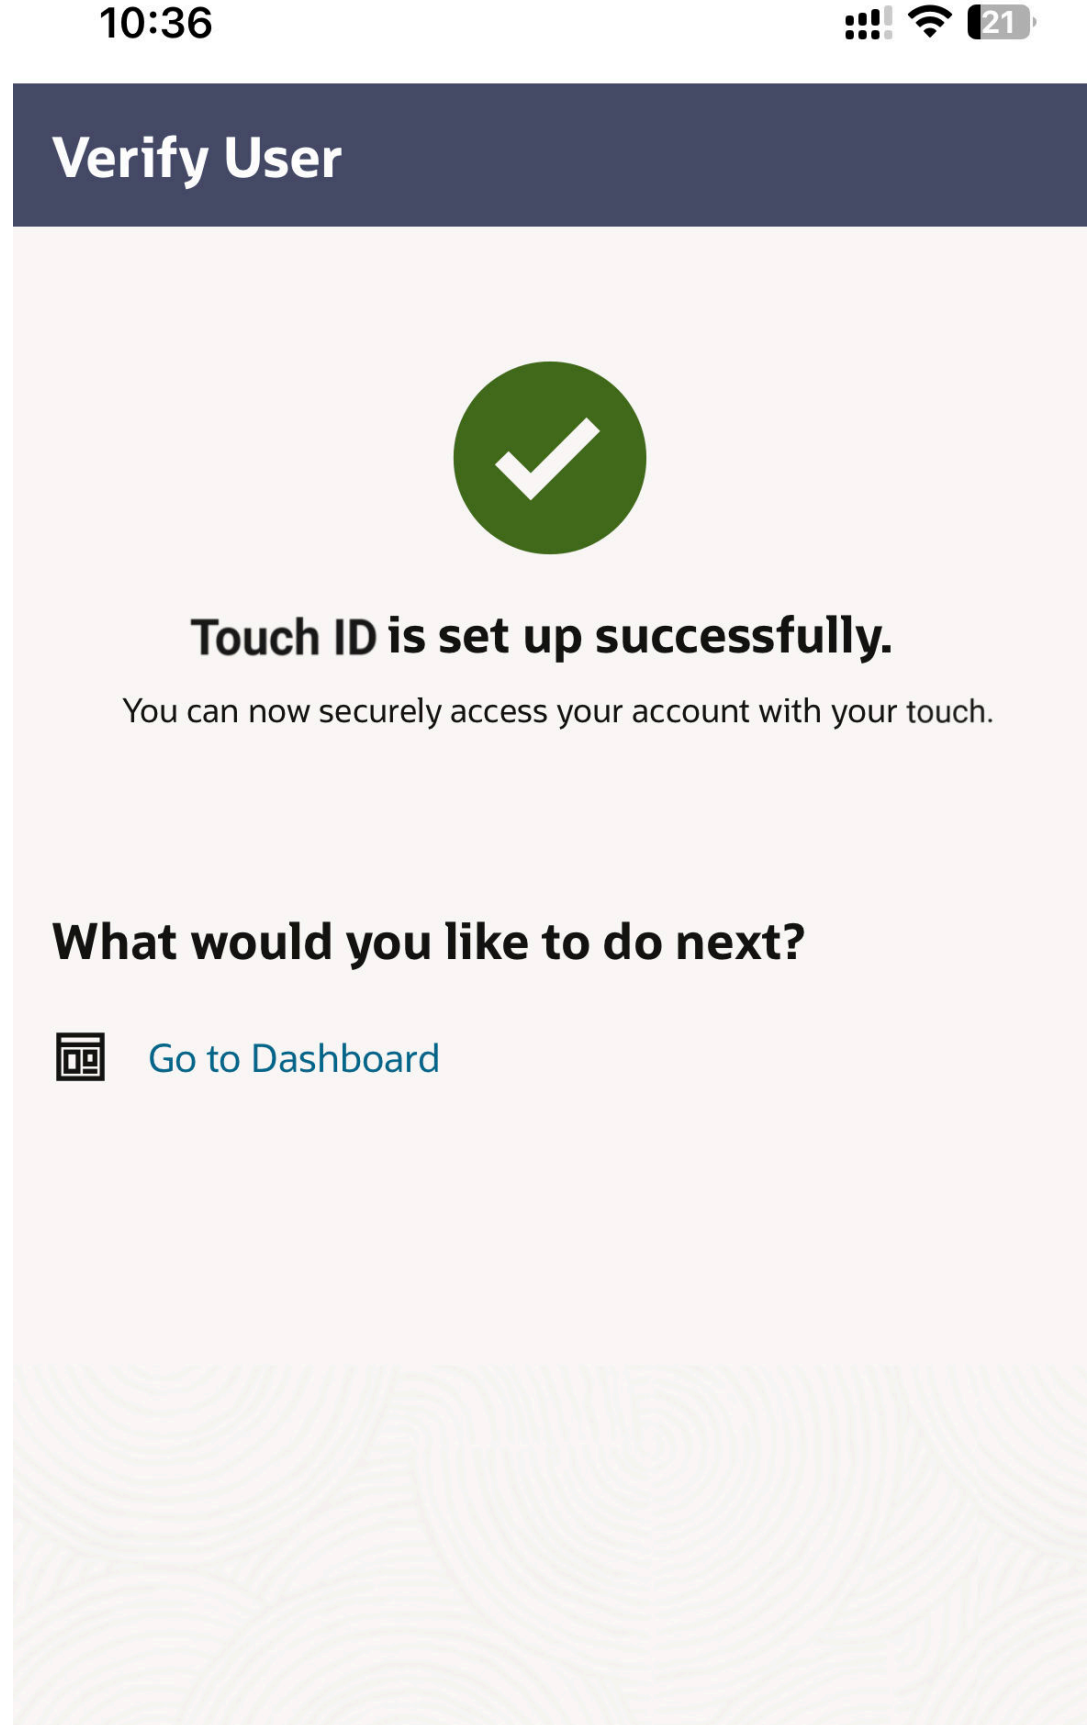 10:36
21
Verify User
Touch ID is set up successfully.
You can now securely access your account with your touch.
What would you like to do next?
Go to Dashboard